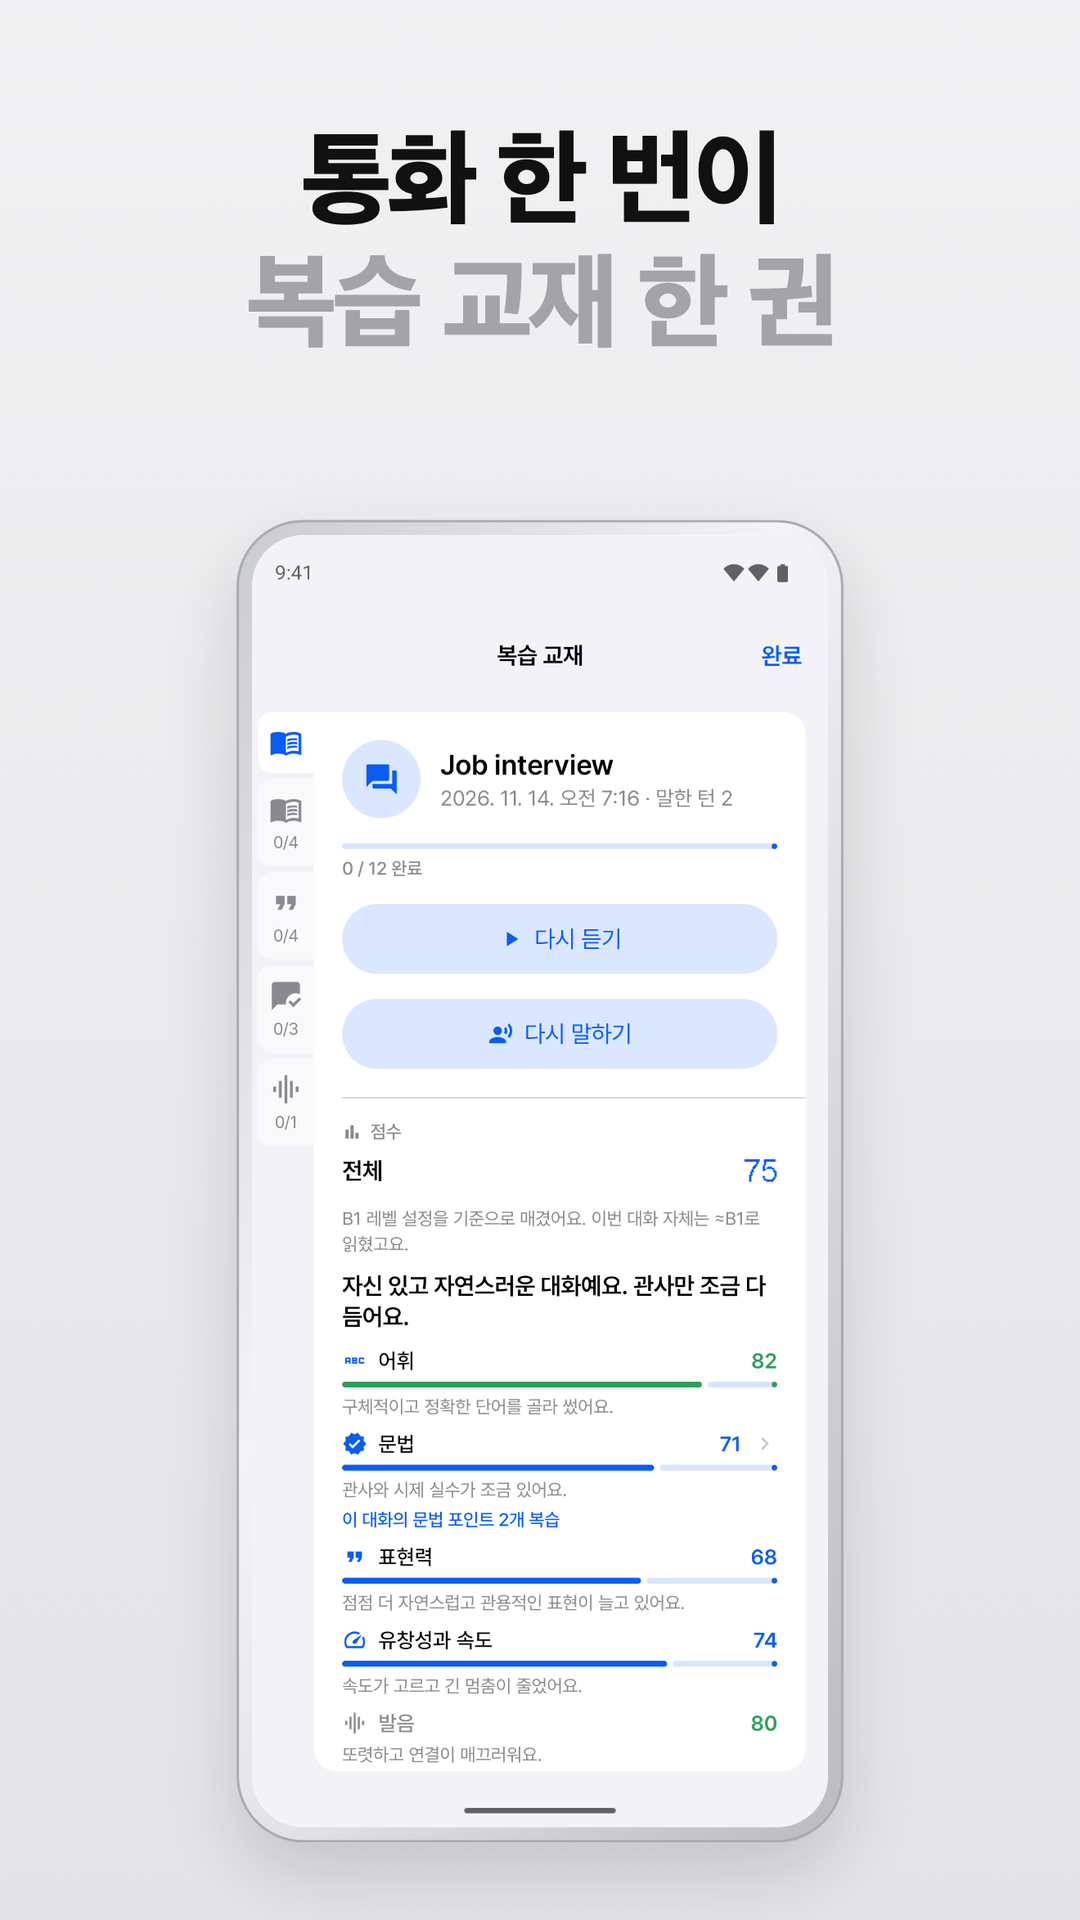 통화 한 번이
복습 교재 한 권
9:41
복습 교재
완료
Job interview
2026. 11. 14. 오전 7:16 · 말한 턴 2
0 / 12 완료
0/4
0/4
0/3
0/1
다시 듣기
다시 말하기
점수
전체 75
B1 레벨 설정을 기준으로 매겼어요. 이번 대화 자체는 ≈B1로
읽혔고요.
자신 있고 자연스러운 대화예요. 관사만 조금 다
듬어요.
ABC 어휘 82
구체적이고 정확한 단어를 골라 썼어요.
문법 71
관사와 시제 실수가 조금 있어요.
이 대화의 문법 포인트 2개 복습
표현력 68
점점 더 자연스럽고 관용적인 표현이 늘고 있어요.
유창성과 속도 74
속도가 고르고 긴 멈춤이 줄었어요.
발음 80
또렷하고 연결이 매끄러워요.